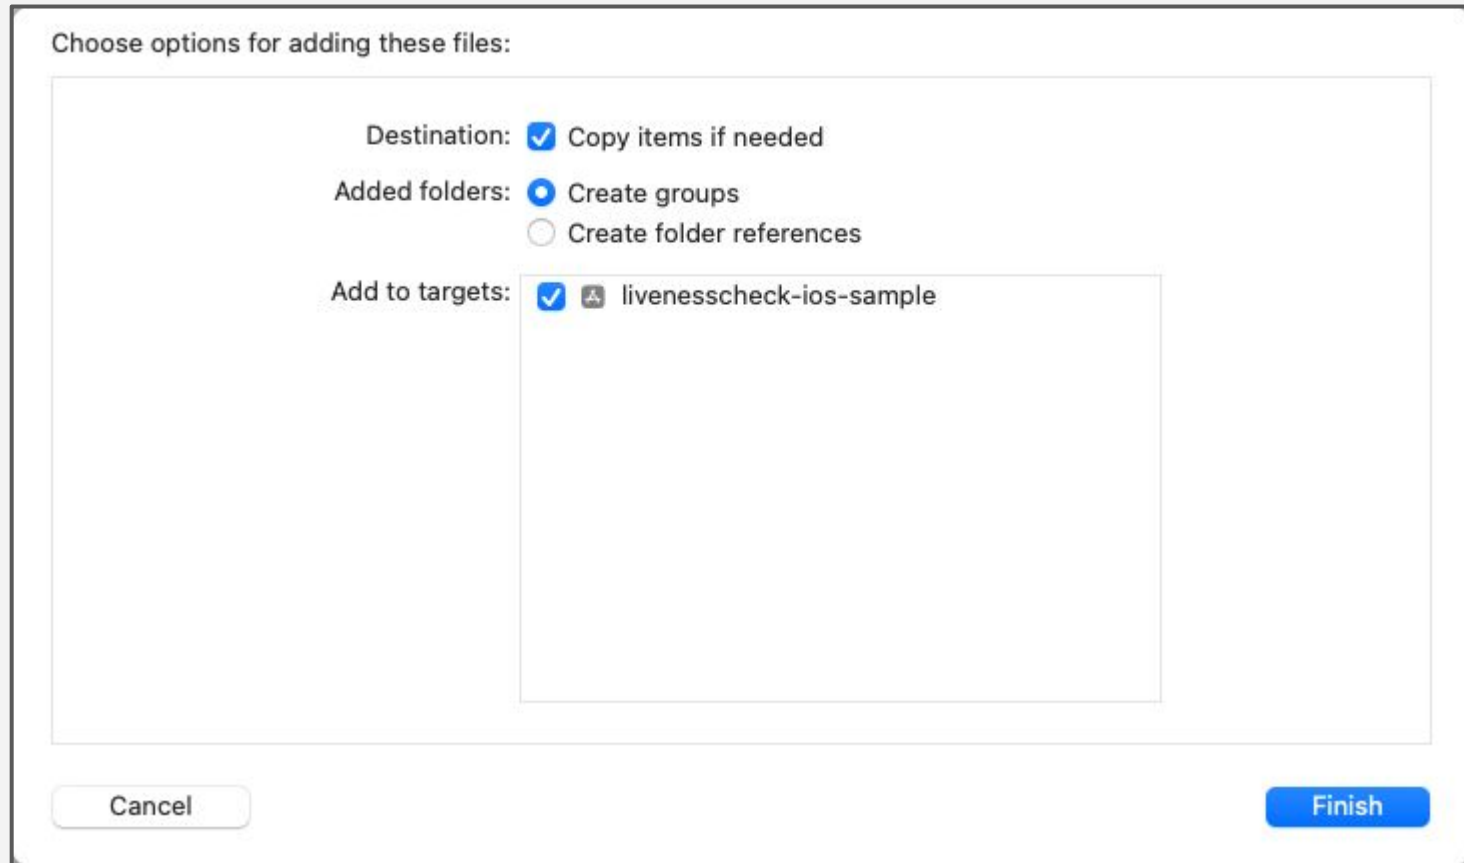 Choose options for adding these files:
Destination: Copy items if needed
Added folders: Create groups
Create folder references
Add to targets: livenesscheck-ios-sample
Cancel Finish